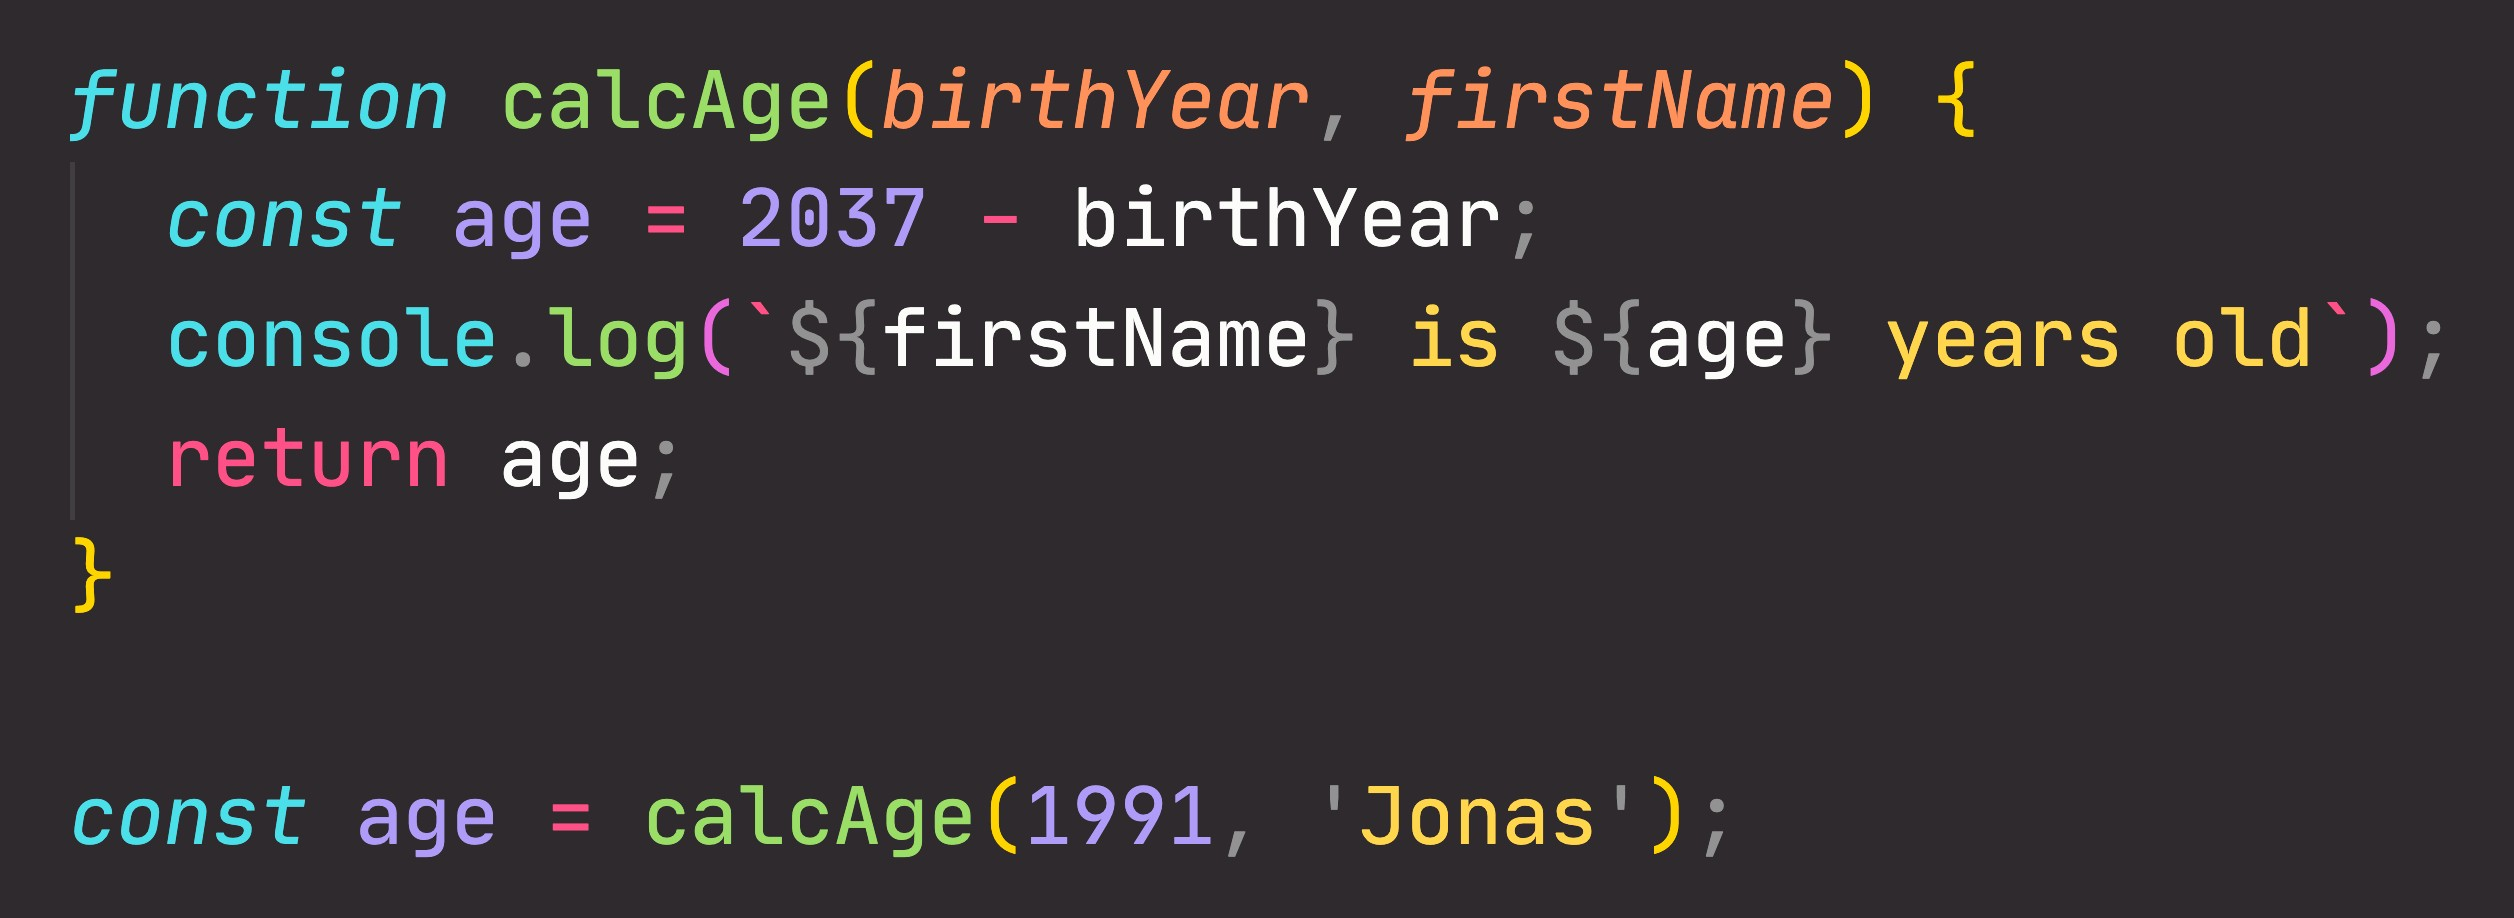 function calcAge(birthYear, firstName) {
  const age = 2037 - birthYear;
  console.log(`${firstName} is ${age} years old`);
  return age;
}
const age = calcAge(1991, 'Jonas');